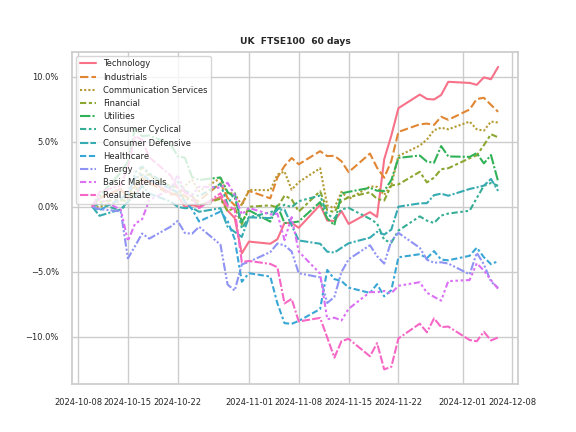 UK FTSE100 60 days
10.0%
5.0%
0.0%
−5.0%
−10.0%
Technology
Industrials
Communication Services
Financial
Utilities
Consumer Cyclical
Consumer Defensive
Healthcare
Energy
Basic Materials
Real Estate
2024-10-08 2024-10-15 2024-10-22 2024-11-01 2024-11-08 2024-11-15 2024-11-22 2024-12-01 2024-12-08